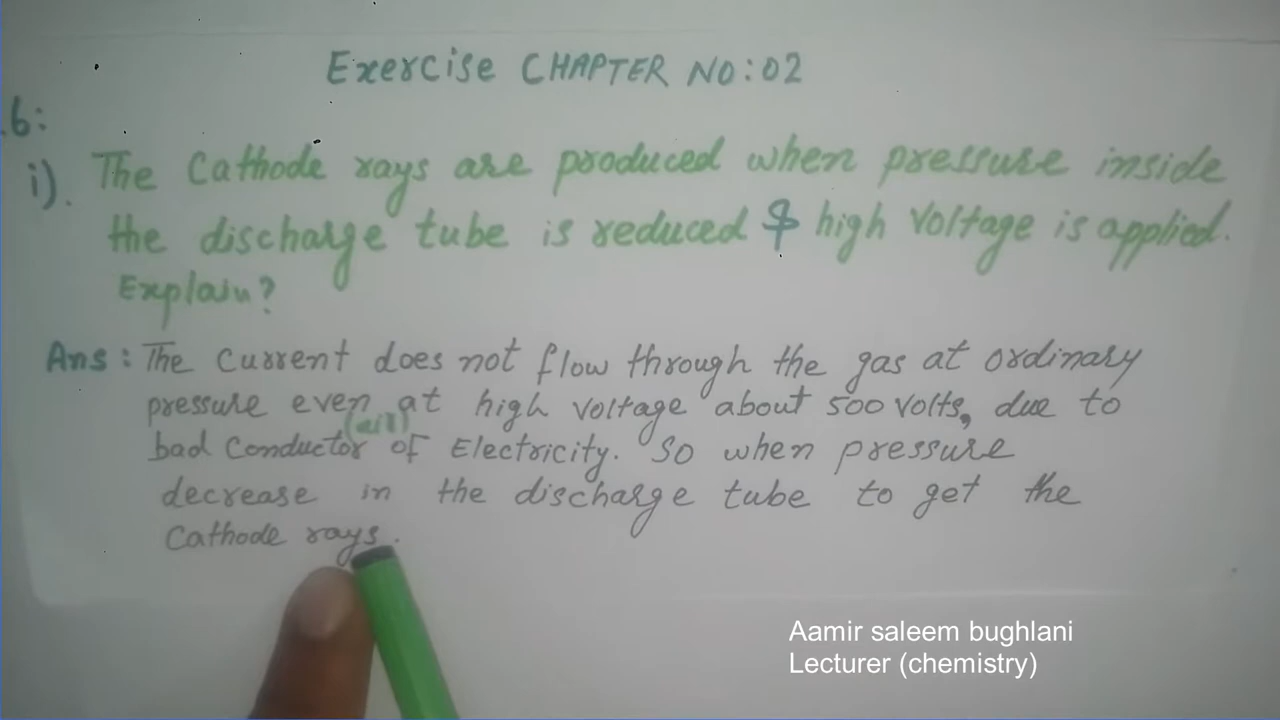 Exercise CHAPTER NO:02
.6:
i). The Cathode rays are produced when pressure inside
the discharge tube is reduced & high Voltage is applied.
Explain?
Ans: The Current does not flow through the gas at ordinary
pressure even at high voltage about 500 volts, due to
(air)
bad Conductor of Electricity. So when pressure
decrease in the discharge tube to get the
Cathode rays.
Aamir saleem bughlani
Lecturer (chemistry)